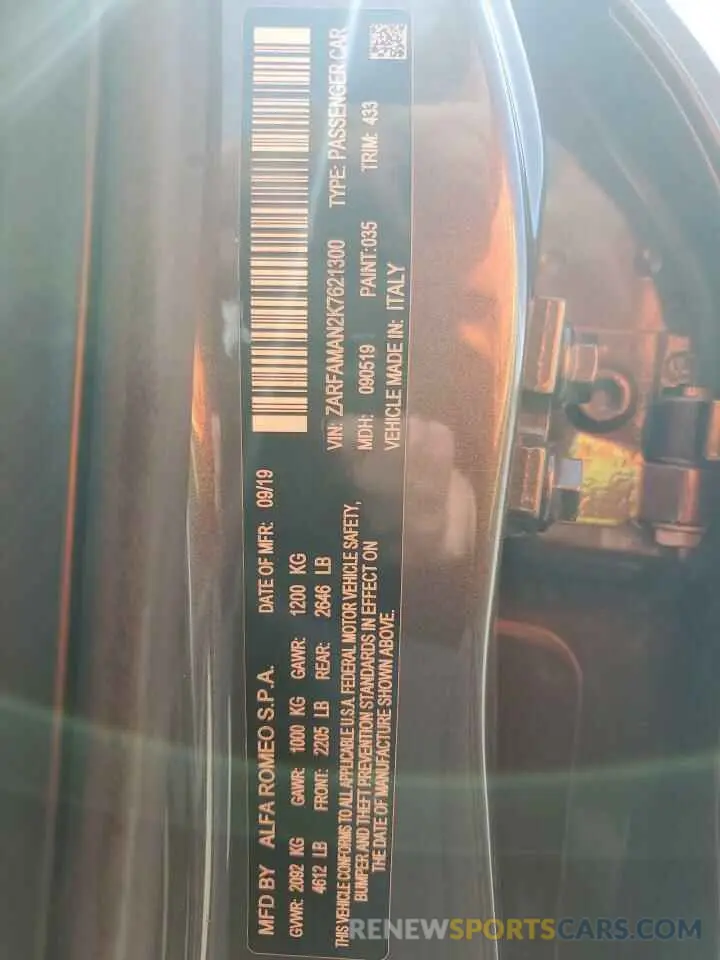 MFD BY ALFA ROMEO S.P.A. DATE OF MFR: 09/19
GVWR: 2092 KG GAWR: 1000 KG GAWR: 1200 KG
4612 LB FRONT: 2205 LB REAR: 2646 LB
THIS VEHICLE CONFORMS TO ALL APPLICABLE U.S.A. FEDERAL MOTOR VEHICLE SAFETY,
BUMPER AND THEFT PREVENTION STANDARDS IN EFFECT ON
THE DATE OF MANUFACTURE SHOWN ABOVE.
VIN: ZARFAMAN2K7621300 TYPE: PASSENGER CAR
MDH: 090519 PAINT:035 TRIM: 433
VEHICLE MADE IN: ITALY
RENEWSPORTSCARS.COM